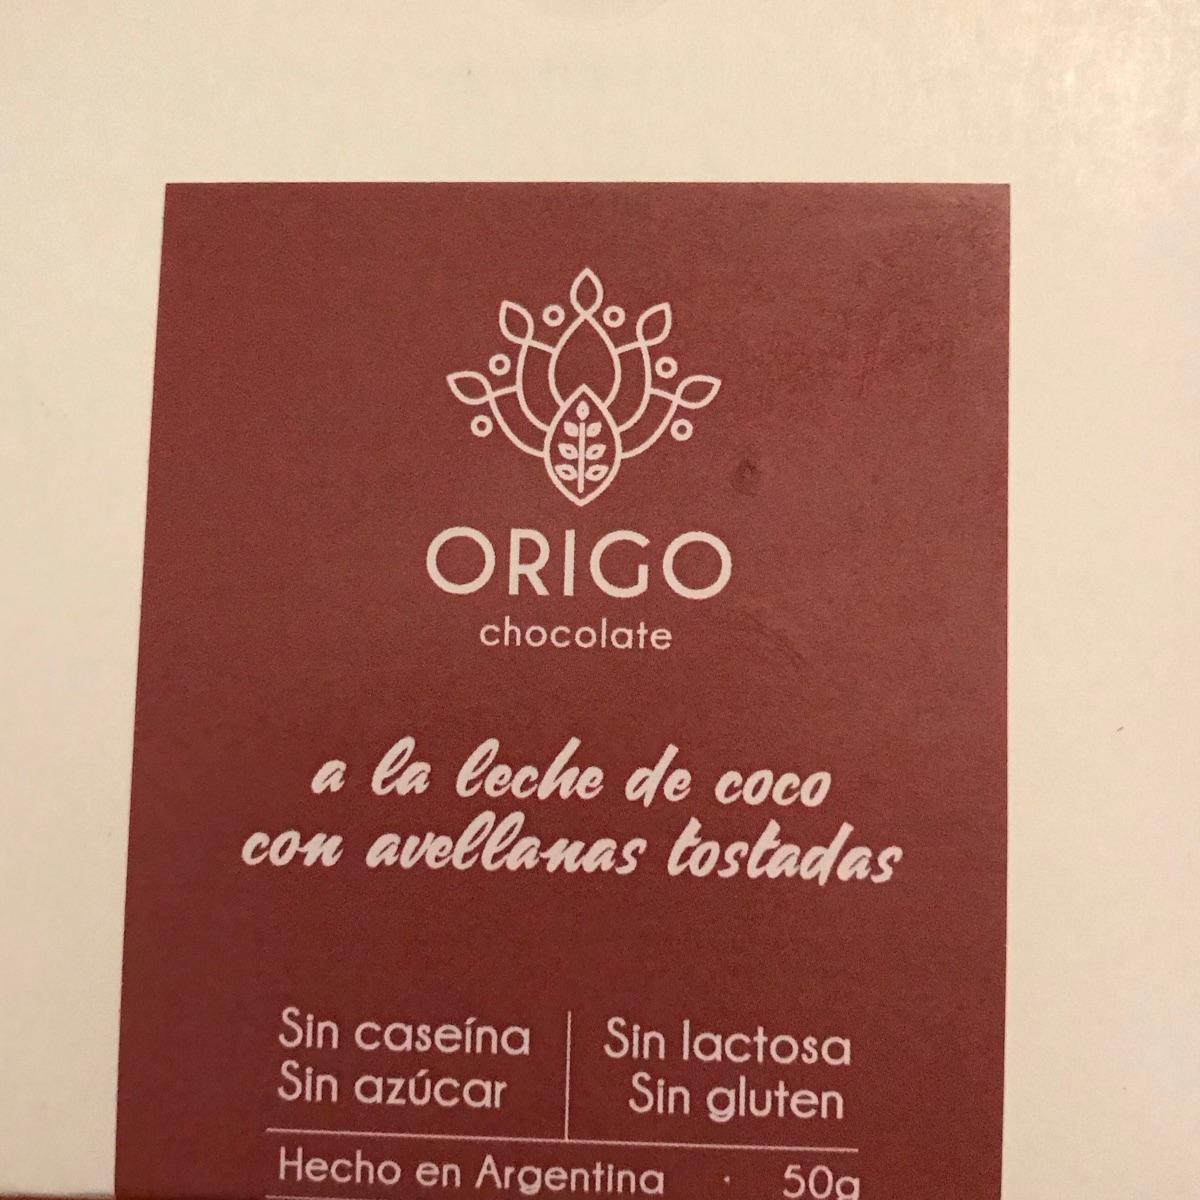 ORIGO
chocolate
a la leche de coco
con avellanas tostadas
Sin caseína
Sin azúcar
Sin lactosa
Sin gluten
Hecho en Argentina · 50g